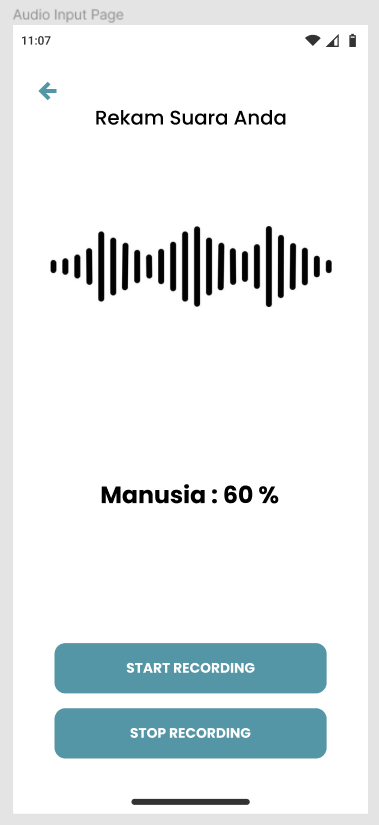 Audio Input Page
11:07
Rekam Suara Anda
Manusia : 60 %
START RECORDING
STOP RECORDING